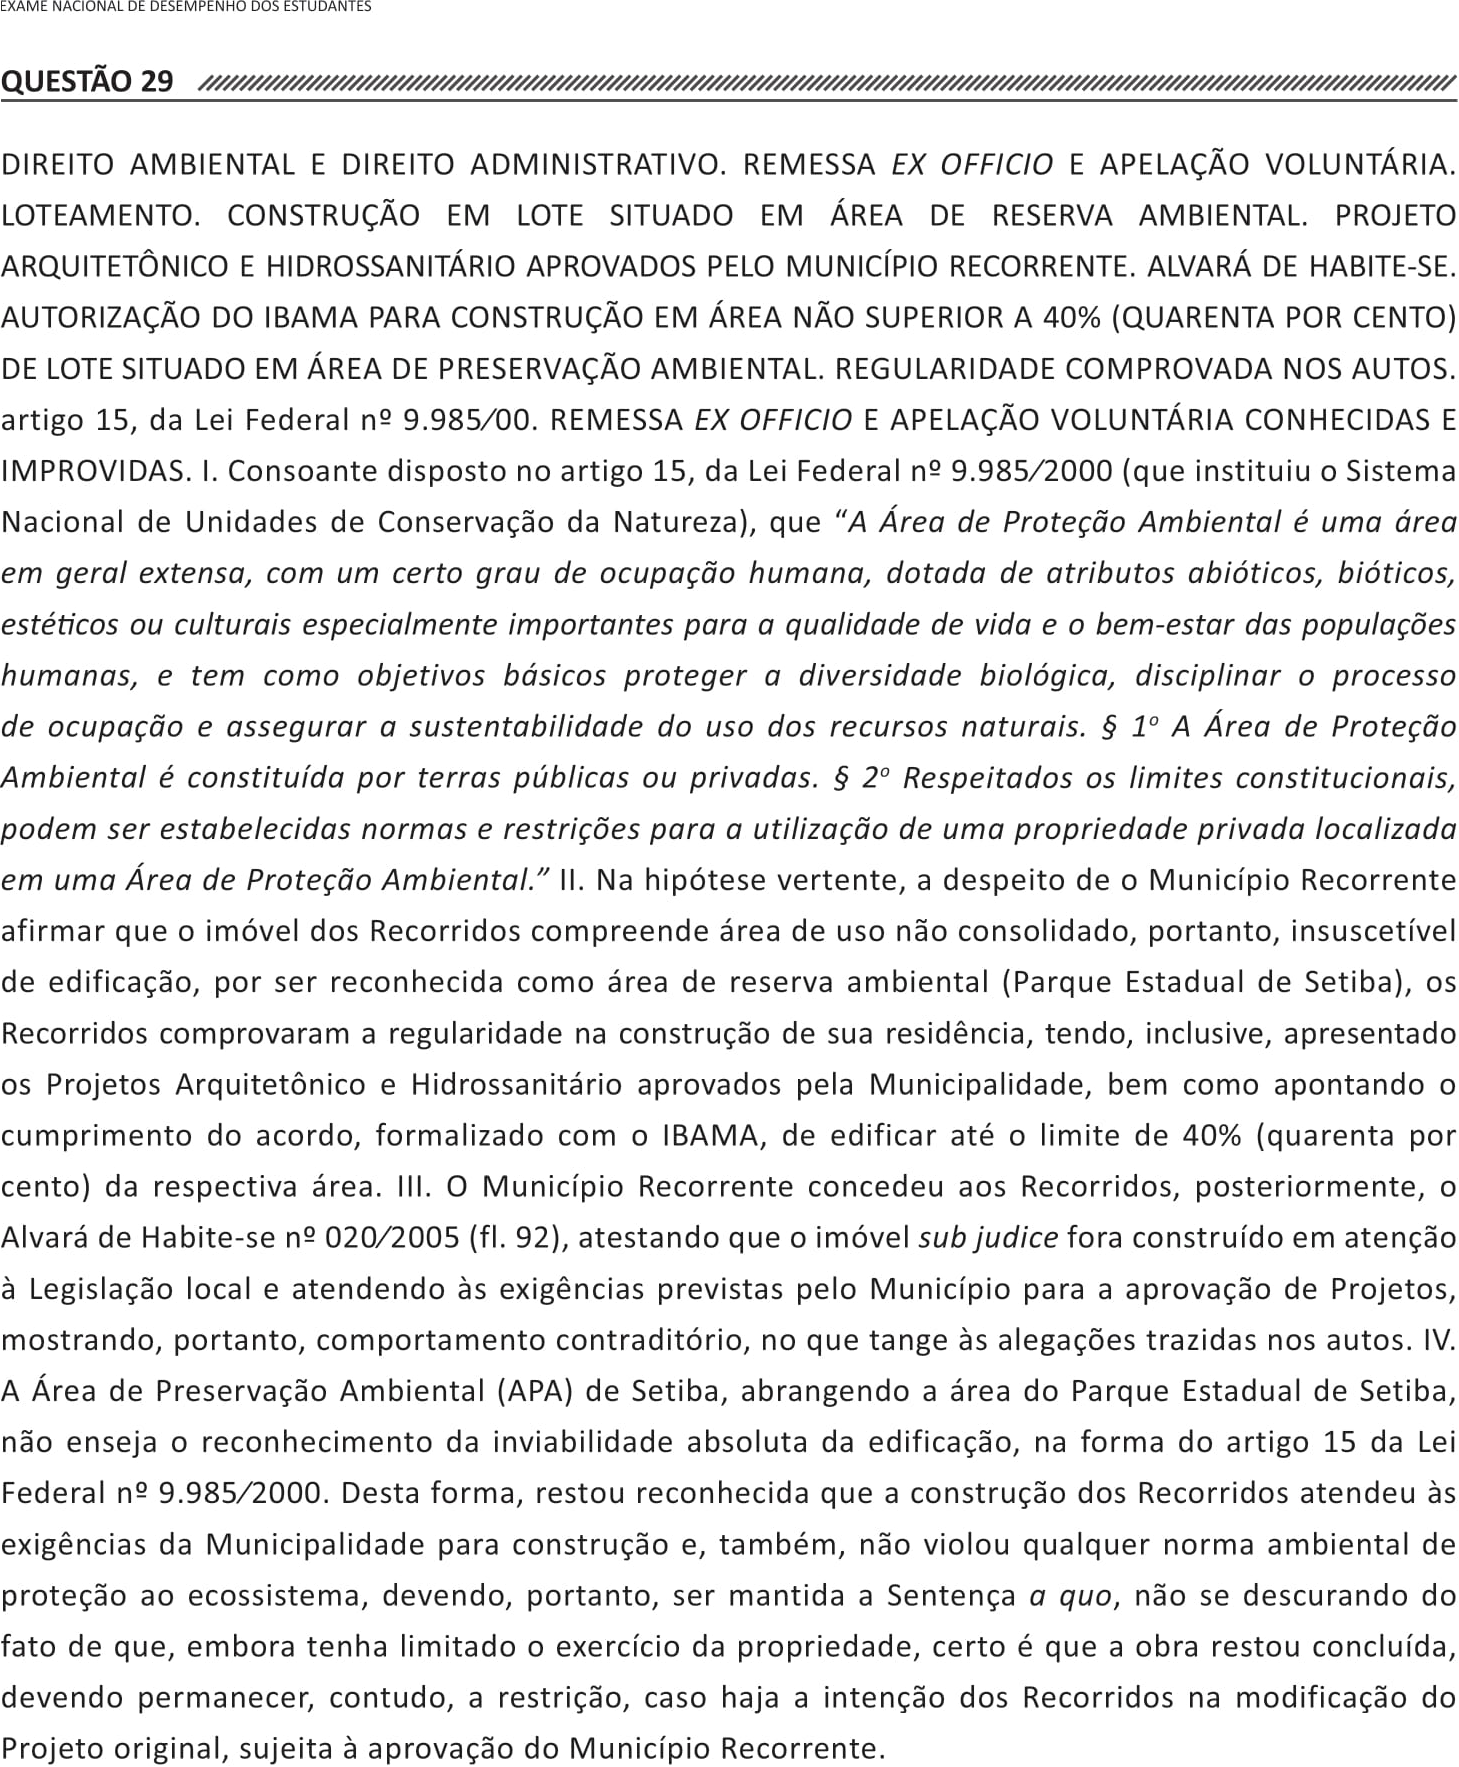 EXAME NACIONAL DE DESEMPENHO DOS ESTUDANTES
QUESTÃO 29
DIREITO AMBIENTAL E DIREITO ADMINISTRATIVO. REMESSA EX OFFICIO E APELAÇÃO VOLUNTÁRIA.
LOTEAMENTO. CONSTRUÇÃO EM LOTE SITUADO EM ÁREA DE RESERVA AMBIENTAL. PROJETO
ARQUITETÔNICO E HIDROSSANITÁRIO APROVADOS PELO MUNICÍPIO RECORRENTE. ALVARÁ DE HABITE-SE.
AUTORIZAÇÃO DO IBAMA PARA CONSTRUÇÃO EM ÁREA NÃO SUPERIOR A 40% (QUARENTA POR CENTO)
DE LOTE SITUADO EM ÁREA DE PRESERVAÇÃO AMBIENTAL. REGULARIDADE COMPROVADA NOS AUTOS.
artigo 15, da Lei Federal nº 9.985/00. REMESSA EX OFFICIO E APELAÇÃO VOLUNTÁRIA CONHECIDAS E
IMPROVIDAS. I. Consoante disposto no artigo 15, da Lei Federal nº 9.985/2000 (que instituiu o Sistema
Nacional de Unidades de Conservação da Natureza), que “A Área de Proteção Ambiental é uma área
em geral extensa, com um certo grau de ocupação humana, dotada de atributos abióticos, bióticos,
estéticos ou culturais especialmente importantes para a qualidade de vida e o bem-estar das populações
humanas, e tem como objetivos básicos proteger a diversidade biológica, disciplinar o processo
de ocupação e assegurar a sustentabilidade do uso dos recursos naturais. § 1º A Área de Proteção
Ambiental é constituída por terras públicas ou privadas. § 2º Respeitados os limites constitucionais,
podem ser estabelecidas normas e restrições para a utilização de uma propriedade privada localizada
em uma Área de Proteção Ambiental.” II. Na hipótese vertente, a despeito de o Município Recorrente
afirmar que o imóvel dos Recorridos compreende área de uso não consolidado, portanto, insuscetível
de edificação, por ser reconhecida como área de reserva ambiental (Parque Estadual de Setiba), os
Recorridos comprovaram a regularidade na construção de sua residência, tendo, inclusive, apresentado
os Projetos Arquitetônico e Hidrossanitário aprovados pela Municipalidade, bem como apontando o
cumprimento do acordo, formalizado com o IBAMA, de edificar até o limite de 40% (quarenta por
cento) da respectiva área. III. O Município Recorrente concedeu aos Recorridos, posteriormente, o
Alvará de Habite-se nº 020/2005 (fl. 92), atestando que o imóvel sub judice fora construído em atenção
à Legislação local e atendendo às exigências previstas pelo Município para a aprovação de Projetos,
mostrando, portanto, comportamento contraditório, no que tange às alegações trazidas nos autos. IV.
A Área de Preservação Ambiental (APA) de Setiba, abrangendo a área do Parque Estadual de Setiba,
não enseja o reconhecimento da inviabilidade absoluta da edificação, na forma do artigo 15 da Lei
Federal nº 9.985/2000. Desta forma, restou reconhecida que a construção dos Recorridos atendeu às
exigências da Municipalidade para construção e, também, não violou qualquer norma ambiental de
proteção ao ecossistema, devendo, portanto, ser mantida a Sentença a quo, não se descurando do
fato de que, embora tenha limitado o exercício da propriedade, certo é que a obra restou concluída,
devendo permanecer, contudo, a restrição, caso haja a intenção dos Recorridos na modificação do
Projeto original, sujeita à aprovação do Município Recorrente.